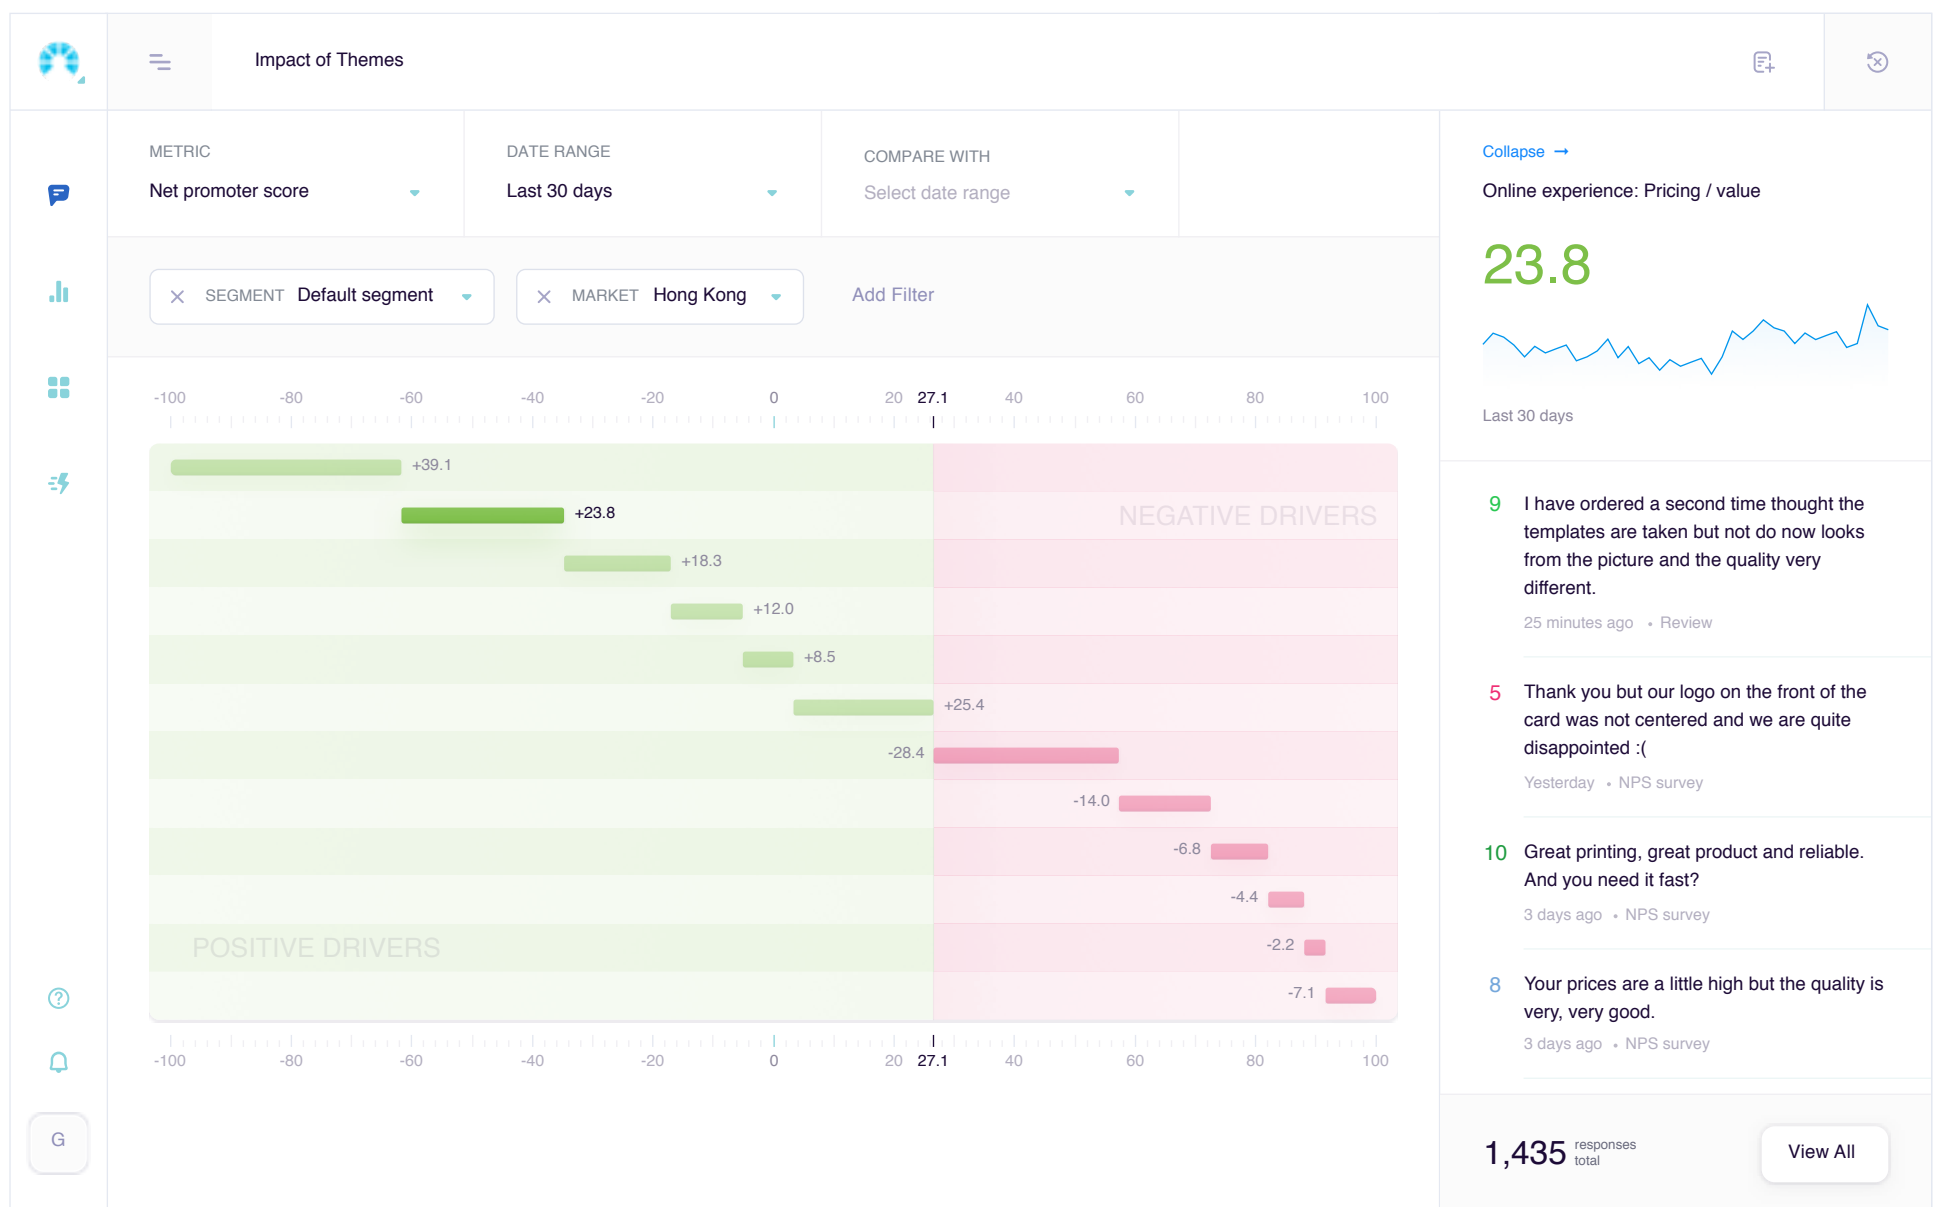 Impact of Themes
METRIC
Net promoter score
DATE RANGE
Last 30 days
COMPARE WITH
Select date range
SEGMENT Default segment
MARKET Hong Kong
Add Filter
-100 -80 -60 -40 -20 0 20 27.1 40 60 80 100
+39.1
+23.8
NEGATIVE DRIVERS
+18.3
+12.0
+8.5
+25.4
-28.4
-14.0
-6.8
-4.4
POSITIVE DRIVERS
-2.2
-7.1
-100 -80 -60 -40 -20 0 20 27.1 40 60 80 100
?
G
Collapse →
Online experience: Pricing / value
23.8
Last 30 days
9 I have ordered a second time thought the
templates are taken but not do now looks
from the picture and the quality very
different.
25 minutes ago • Review
5 Thank you but our logo on the front of the
card was not centered and we are quite
disappointed :(
Yesterday • NPS survey
10 Great printing, great product and reliable.
And you need it fast?
3 days ago • NPS survey
8 Your prices are a little high but the quality is
very, very good.
3 days ago • NPS survey
1,435 responses
total
View All